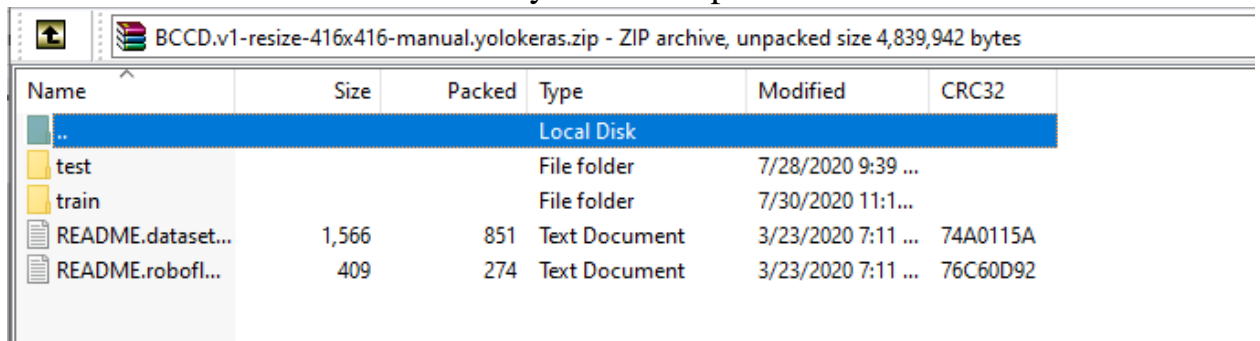 BCCD.v1-resize-416x416-manual.yolokeras.zip - ZIP archive, unpacked size 4,839,942 bytes
Name Size Packed Type Modified CRC32
.. Local Disk
test File folder 7/28/2020 9:39 ...
train File folder 7/30/2020 11:1...
README.dataset... 1,566 851 Text Document 3/23/2020 7:11 ... 74A0115A
README.robofl... 409 274 Text Document 3/23/2020 7:11 ... 76C60D92